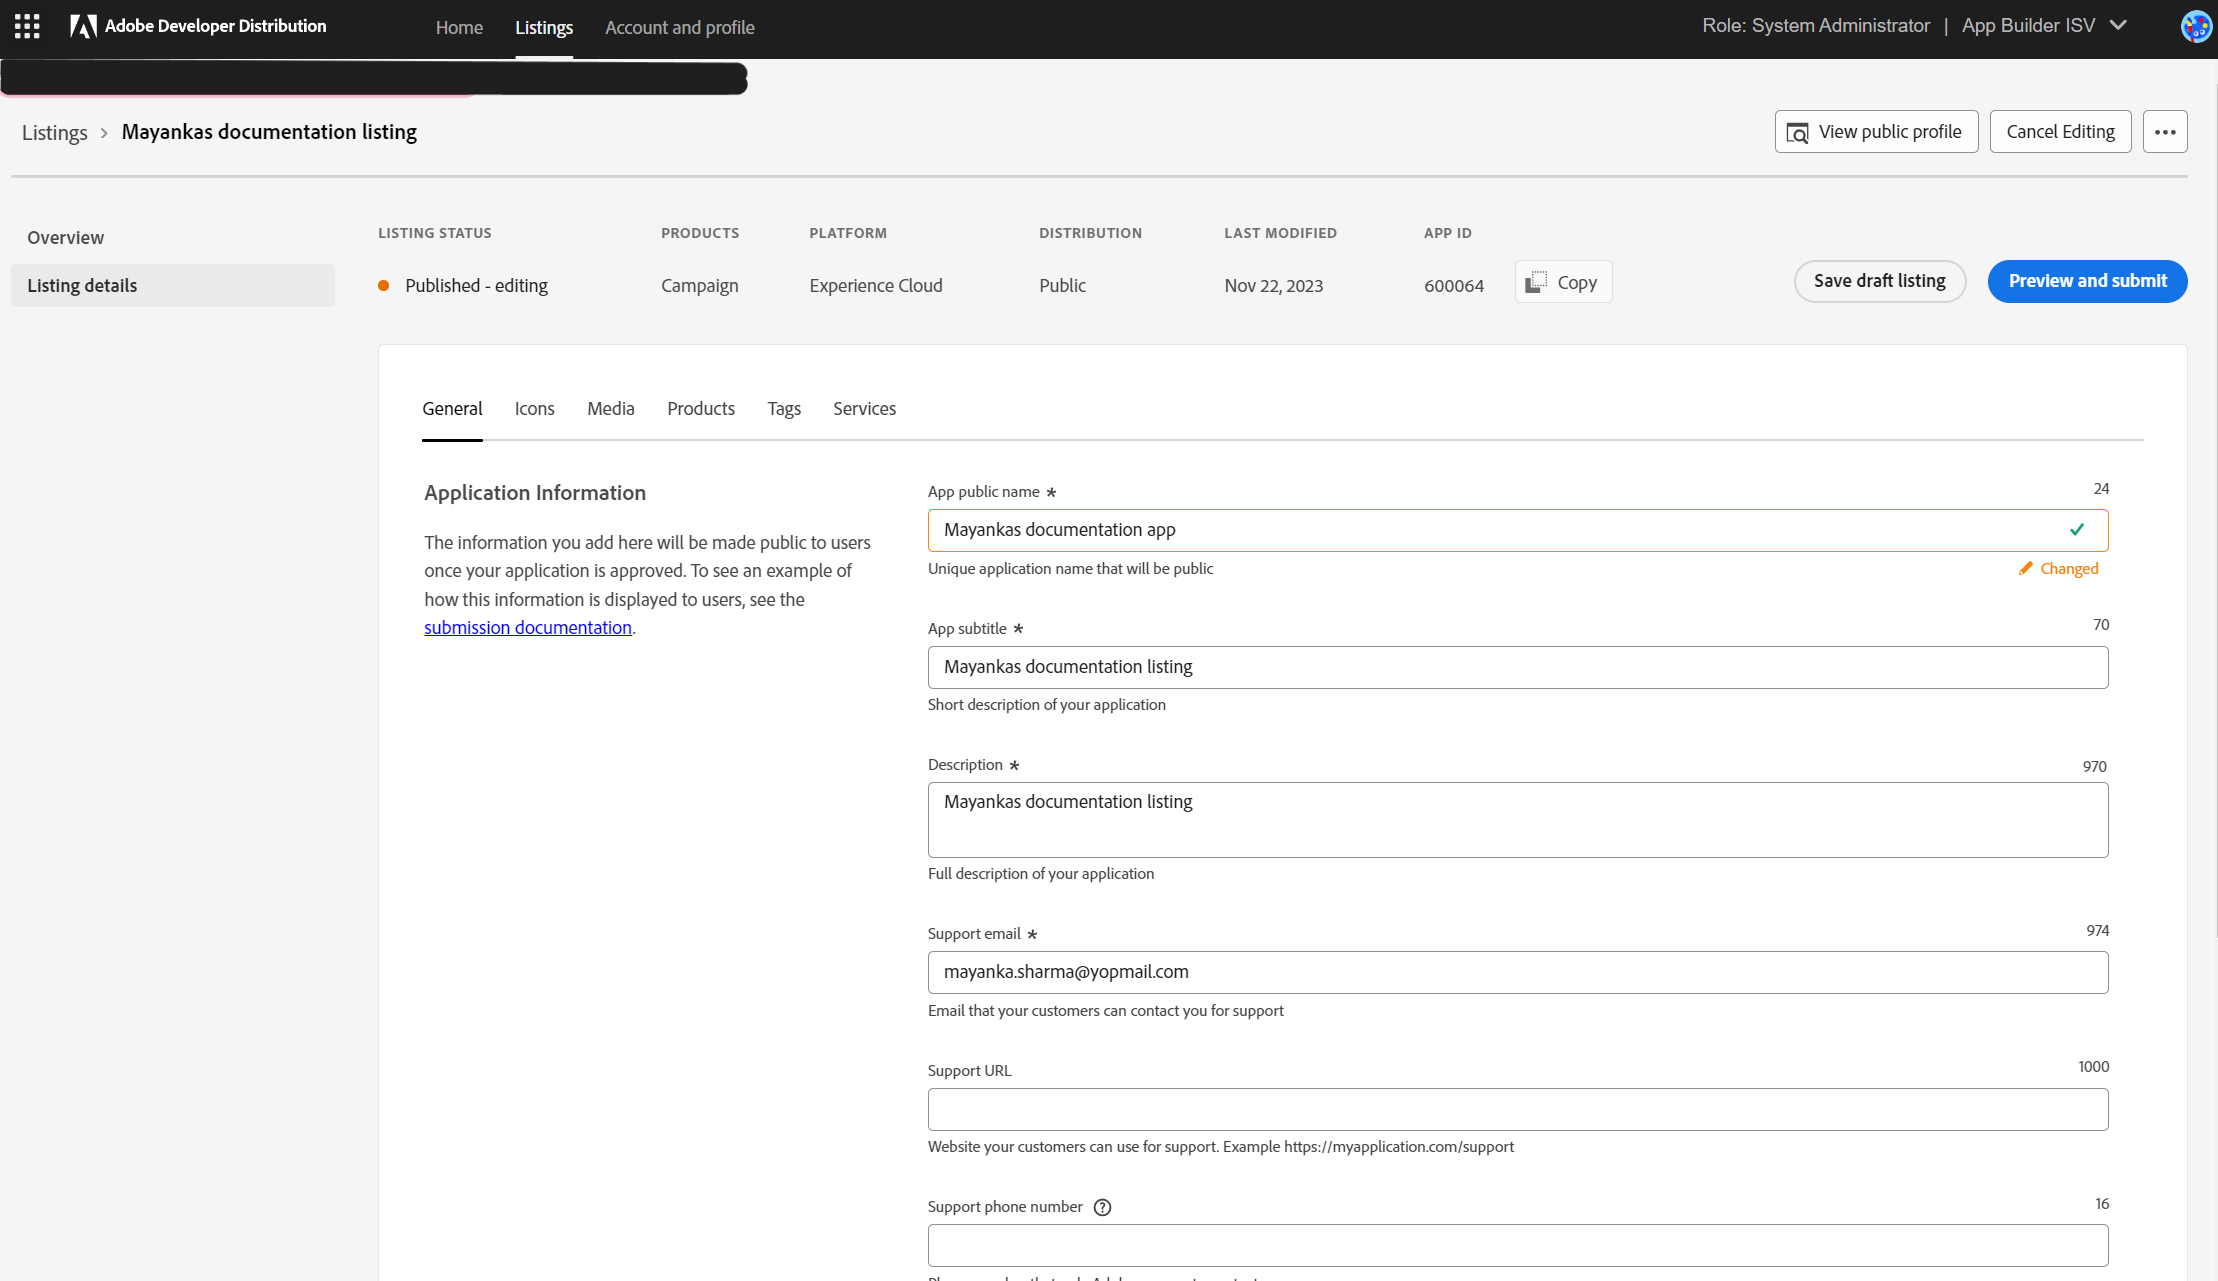 Adobe Developer Distribution
Home
Listings
Account and profile
Role: System Administrator | App Builder ISV
Listings › Mayankas documentation listing
View public profile
Cancel Editing
Overview
Listing details
LISTING STATUS
Published - editing
PRODUCTS
Campaign
PLATFORM
Experience Cloud
DISTRIBUTION
Public
LAST MODIFIED
Nov 22, 2023
APP ID
600064
Copy
Save draft listing
Preview and submit
General
Icons
Media
Products
Tags
Services
Application Information
The information you add here will be made public to users
once your application is approved. To see an example of
how this information is displayed to users, see the
submission documentation.
App public name *
24
Mayankas documentation app
Unique application name that will be public
Changed
App subtitle *
70
Mayankas documentation listing
Short description of your application
Description *
970
Mayankas documentation listing
Full description of your application
Support email *
974
mayanka.sharma@yopmail.com
Email that your customers can contact you for support
Support URL
1000
Website your customers can use for support. Example https://myapplication.com/support
Support phone number ?
16